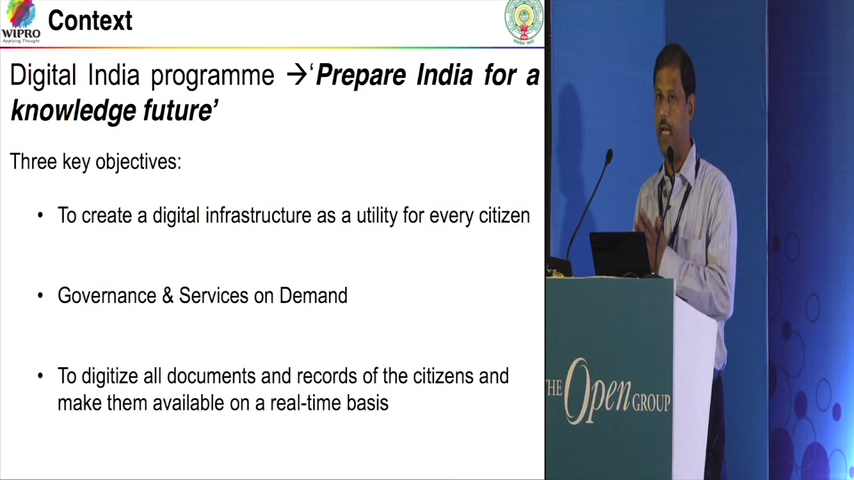 WIPRO
Applying Thought
Context
Digital India programme →‘Prepare India for a
knowledge future’
Three key objectives:
• To create a digital infrastructure as a utility for every citizen
• Governance & Services on Demand
• To digitize all documents and records of the citizens and
make them available on a real-time basis
THE Open GROUP